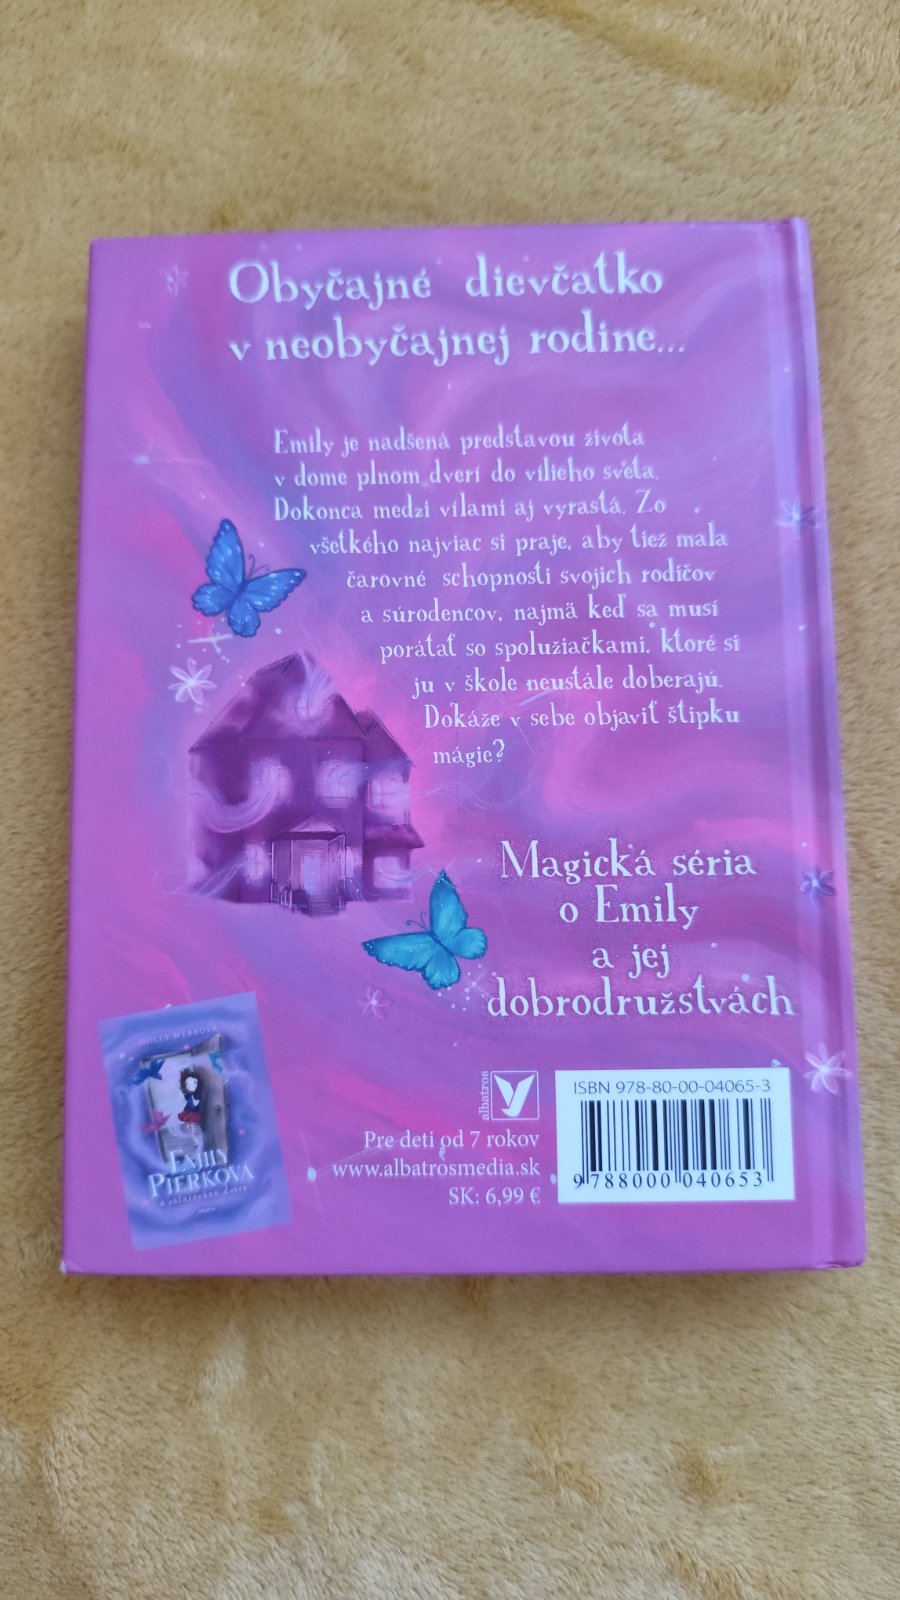 Obyčajné dievčatko
v neobyčajnej rodine...
Emily je nadšená predstavou života
v dome plnom dverí do vílieho sveta.
Dokonca medzi vílami aj vyrastá. Zo
všetkého najviac si praje, aby tiež mala
čarovné schopnosti svojich rodičov
a súrodencov, najmä keď sa musí
porátať so spolužiačkami, ktoré si
ju v škole neustále doberajú.
Dokáže v sebe objaviť štipku
mágie?
Magická séria
o Emily
a jej
dobrodružstvách
HOLLY WEBBOVÁ
EMILY
PIERKOVÁ
a začarované dvere
albatros
Pre deti od 7 rokov
www.albatrosmedia.sk
SK: 6,99 €
ISBN 978-80-00-04065-3
9 788000 040653